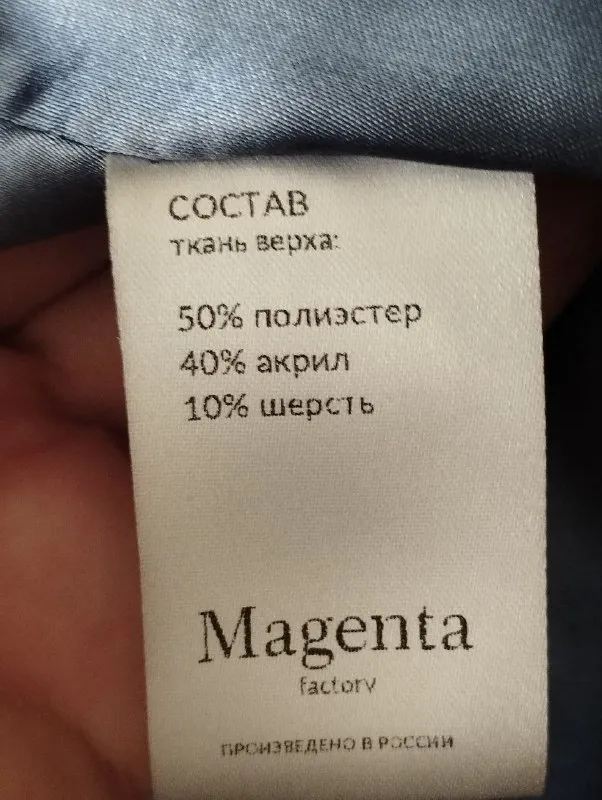 СОСТАВ
ткань верха:
50% полиэстер
40% акрил
10% шерсть
Magenta
factory
ПРОИЗВЕДЕНО В РОССИИ